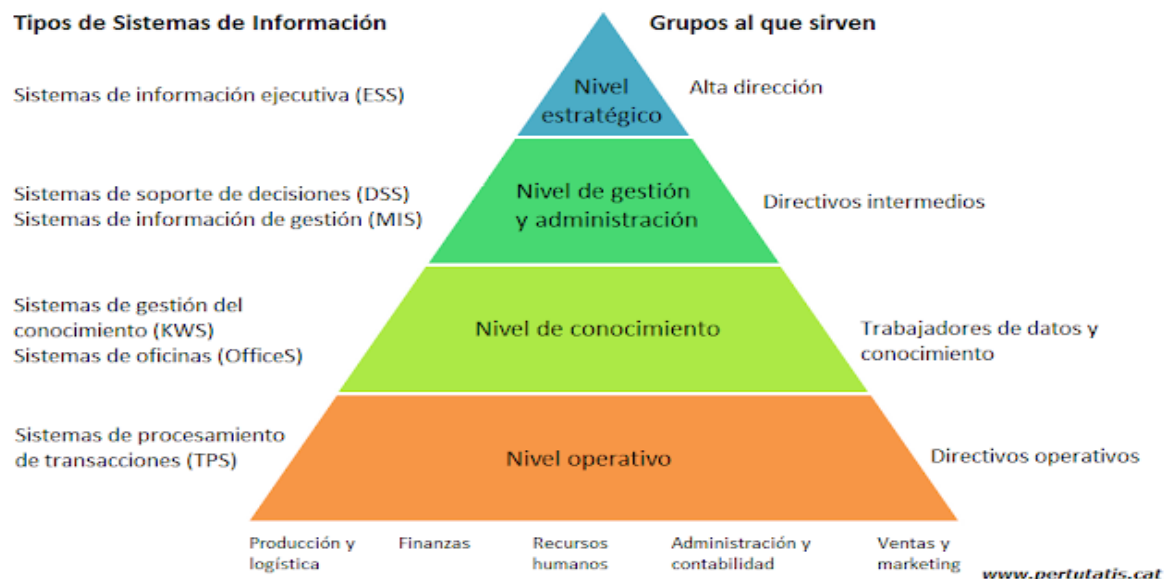 Tipos de Sistemas de Información
Grupos al que sirven
Sistemas de información ejecutiva (ESS)
Nivel
estratégico
Alta dirección
Sistemas de soporte de decisiones (DSS)
Sistemas de información de gestión (MIS)
Nivel de gestión
y administración
Directivos intermedios
Sistemas de gestión del
conocimiento (KWS)
Sistemas de oficinas (OfficeS)
Nivel de conocimiento
Trabajadores de datos y
conocimiento
Sistemas de procesamiento
de transacciones (TPS)
Nivel operativo
Directivos operativos
Producción y
logística
Finanzas
Recursos
humanos
Administración y
contabilidad
Ventas y
marketing
www.pertutatis.cat